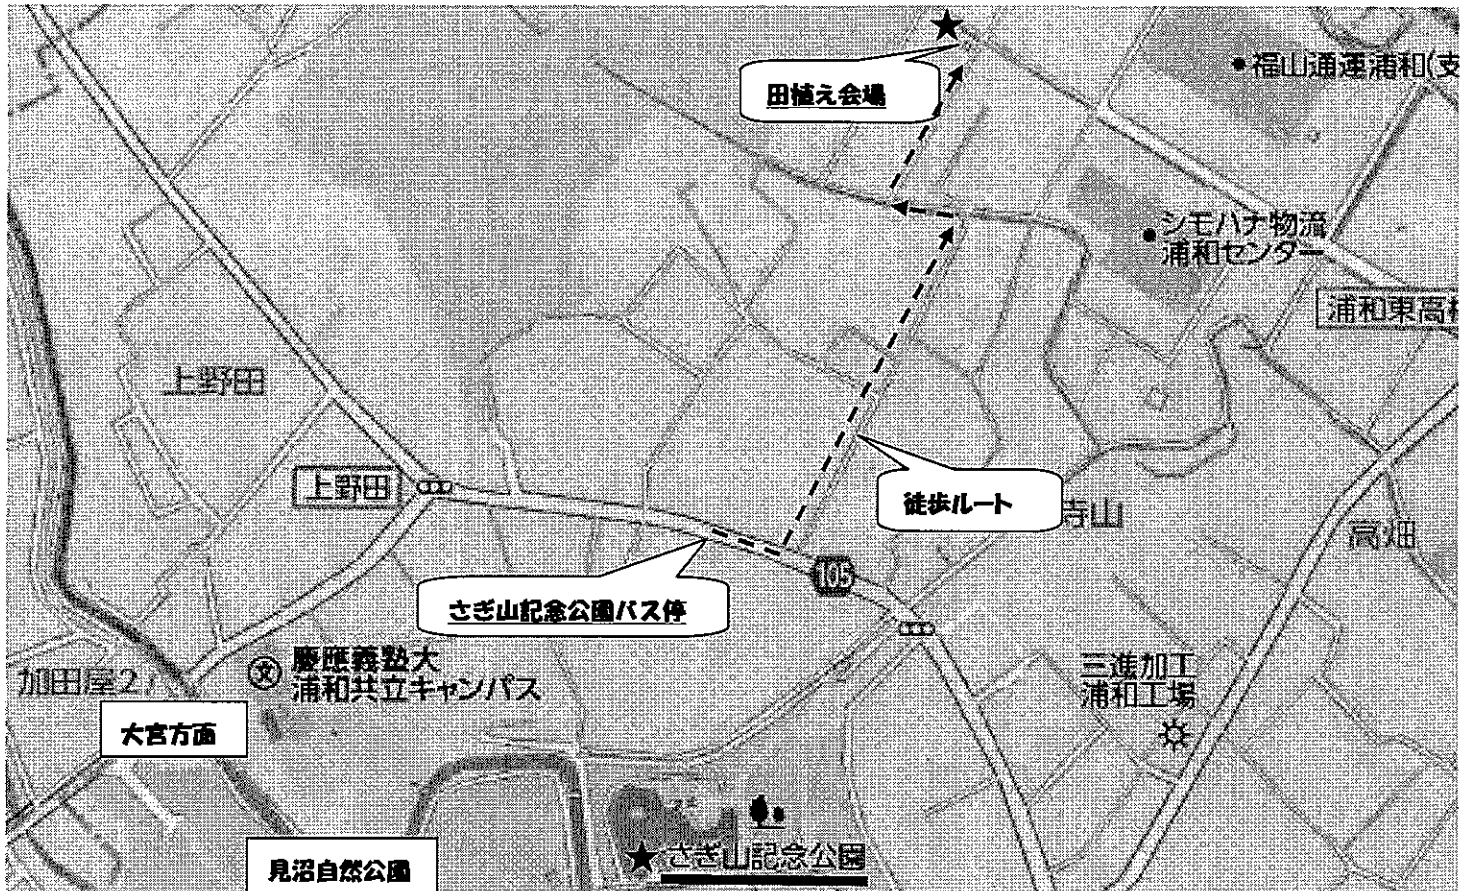 田植え会場
福山通運浦和(支
シモハナ物流
浦和センター
浦和東高校
上野田
上野田
徒歩ルート
寺山
高畑
105
さぎ山記念公園バス停
慶應義塾大
浦和共立キャンパス
加田屋2
三進加工
浦和工場
大宮方面
見沼自然公園
さぎ山記念公園